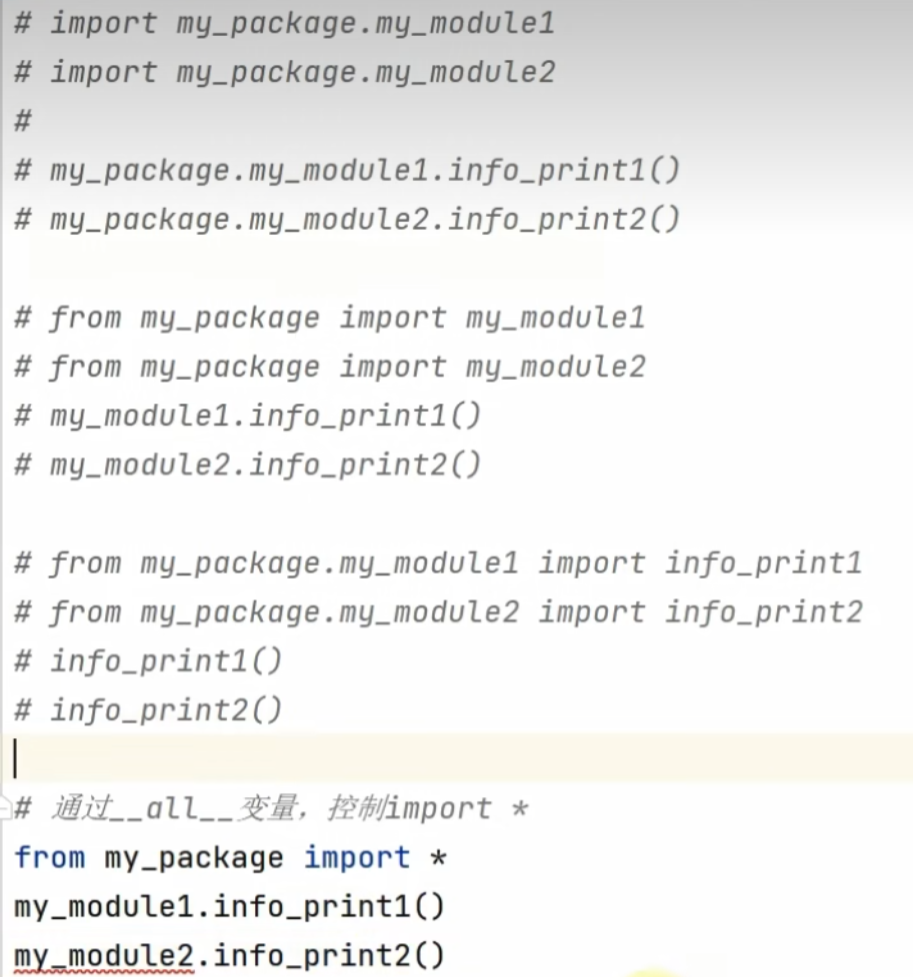 # import my_package.my_module1
# import my_package.my_module2
#
# my_package.my_module1.info_print1()
# my_package.my_module2.info_print2()
# from my_package import my_module1
# from my_package import my_module2
# my_module1.info_print1()
# my_module2.info_print2()
# from my_package.my_module1 import info_print1
# from my_package.my_module2 import info_print2
# info_print1()
# info_print2()
# 通过__all__变量，控制import *
from my_package import *
my_module1.info_print1()
my_module2.info_print2()